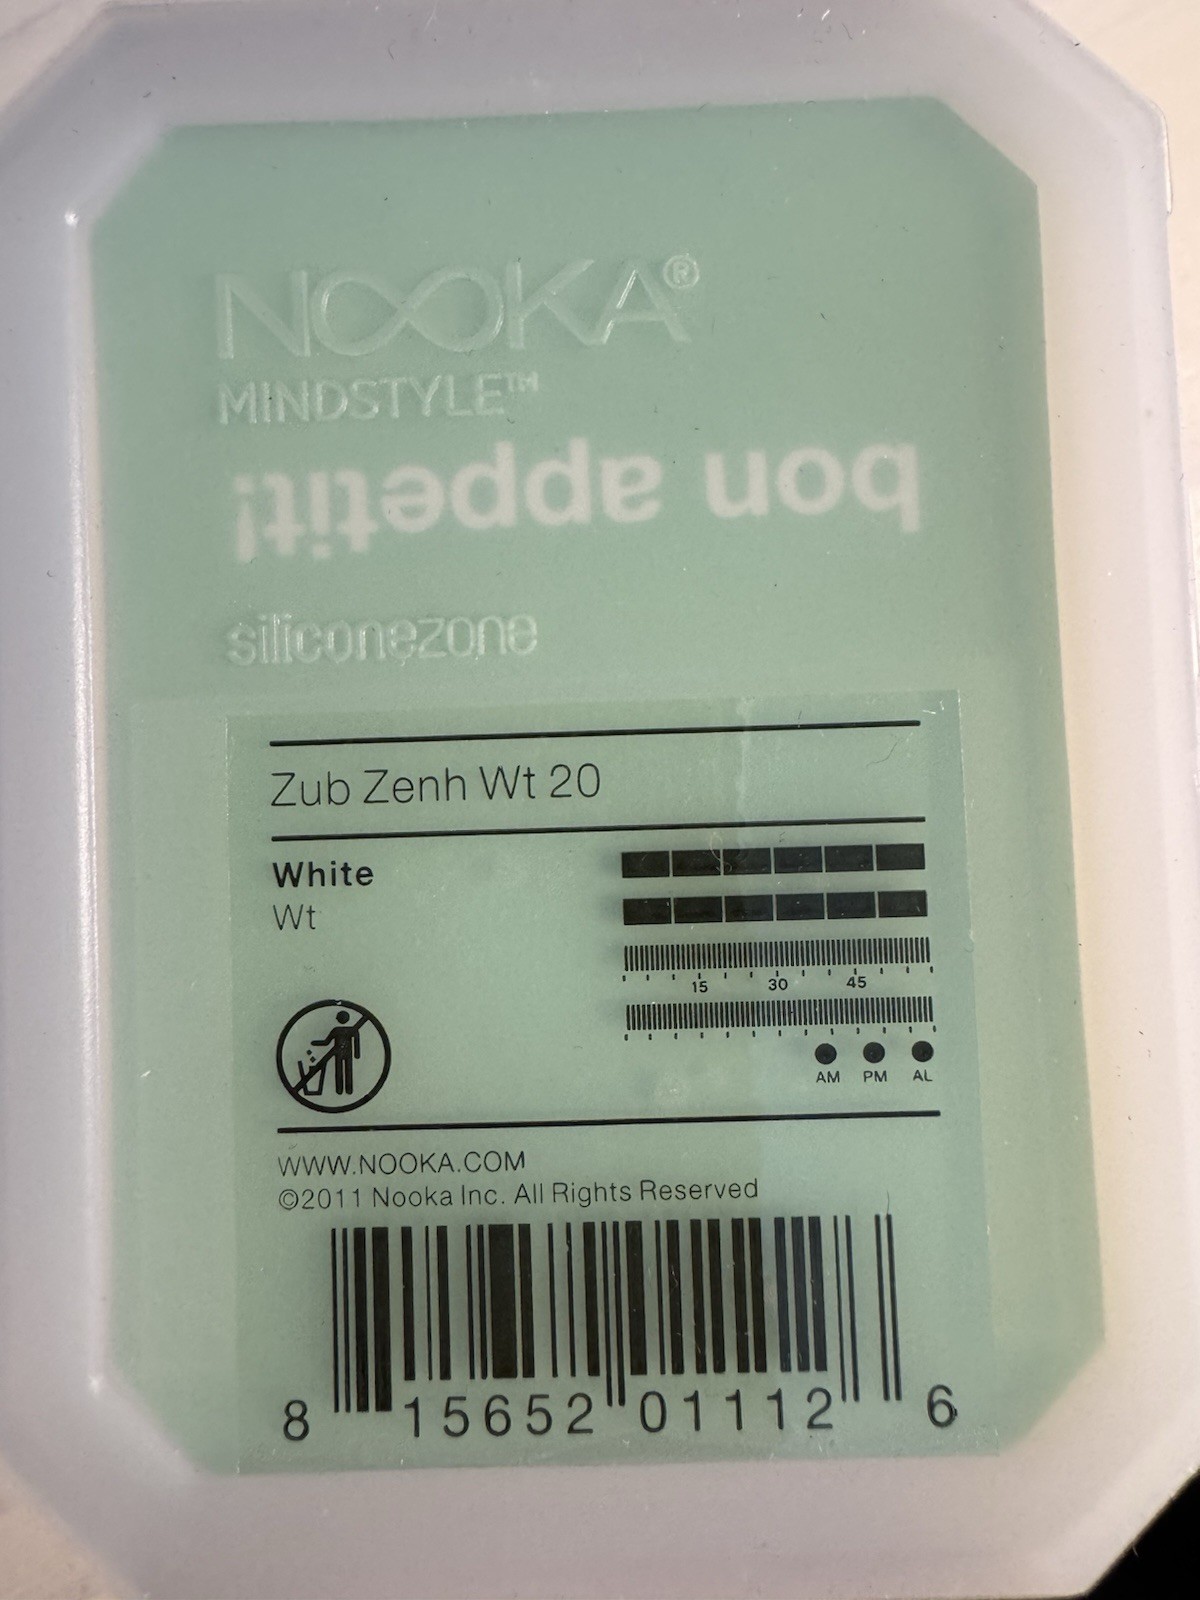 NOOKA®
MINDSTYLE™
bon appetit!
siliconezone
Zub Zenh Wt 20
White
Wt
15 30 45
AM PM AL
WWW.NOOKA.COM
©2011 Nooka Inc. All Rights Reserved
8 15652 01112 6